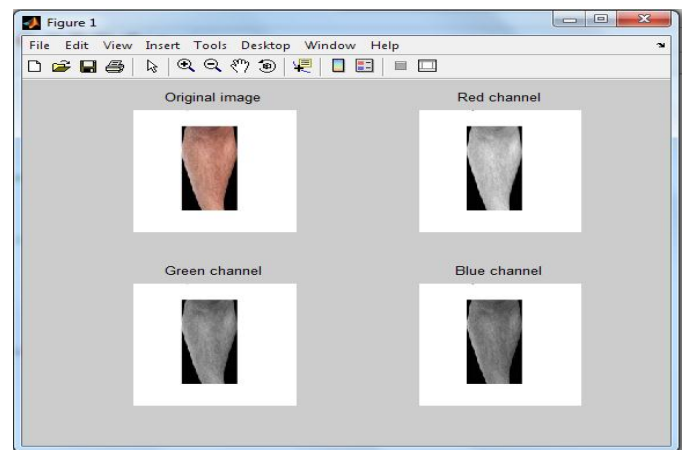 Figure 1
File Edit View Insert Tools Desktop Window Help
Original image
Red channel
Green channel
Blue channel